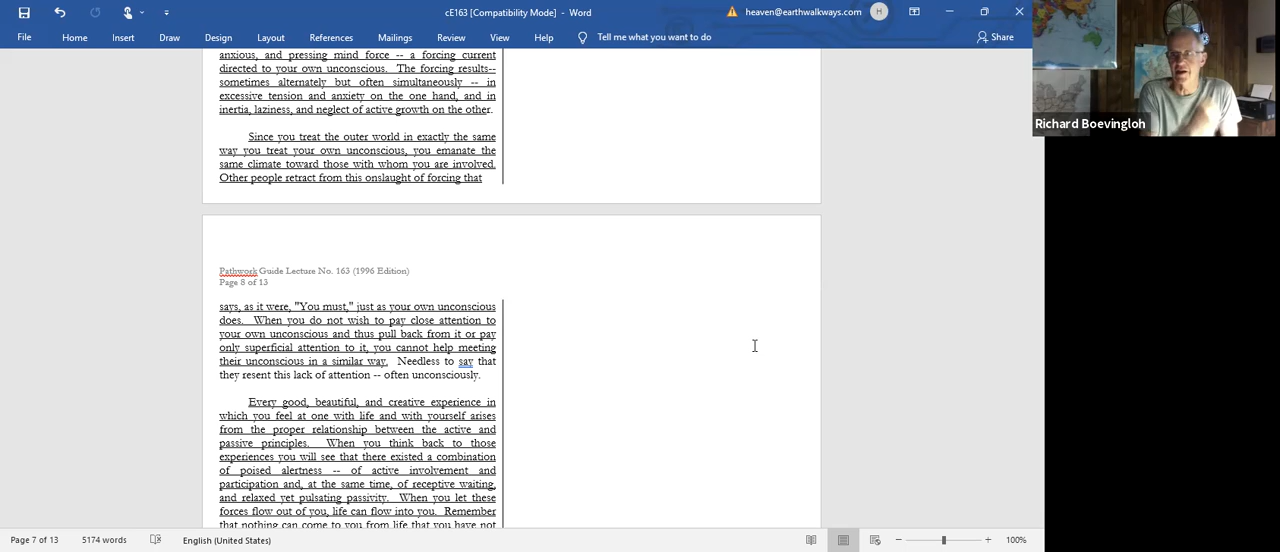 cE163 [Compatibility Mode] - Word
heaven@earthwalkways.com
H
File Home Insert Draw Design Layout References Mailings Review View Help Tell me what you want to do Share
Richard Boevingloh
anxious, and pressing mind force -- a forcing current
directed to your own unconscious. The forcing results--
sometimes alternately but often simultaneously -- in
excessive tension and anxiety on the one hand, and in
inertia, laziness, and neglect of active growth on the other.
Since you treat the outer world in exactly the same
way you treat your own unconscious, you emanate the
same climate toward those with whom you are involved.
Other people retract from this onslaught of forcing that
Pathwork Guide Lecture No. 163 (1996 Edition)
Page 8 of 13
says, as it were, "You must," just as your own unconscious
does. When you do not wish to pay close attention to
your own unconscious and thus pull back from it or pay
only superficial attention to it, you cannot help meeting
their unconscious in a similar way. Needless to say that
they resent this lack of attention -- often unconsciously.
Every good, beautiful, and creative experience in
which you feel at one with life and with yourself arises
from the proper relationship between the active and
passive principles. When you think back to those
experiences you will see that there existed a combination
of poised alertness -- of active involvement and
participation and, at the same time, of receptive waiting,
and relaxed yet pulsating passivity. When you let these
forces flow out of you, life can flow into you. Remember
that nothing can come to you from life that you have not
Page 7 of 13 5174 words English (United States) 100%